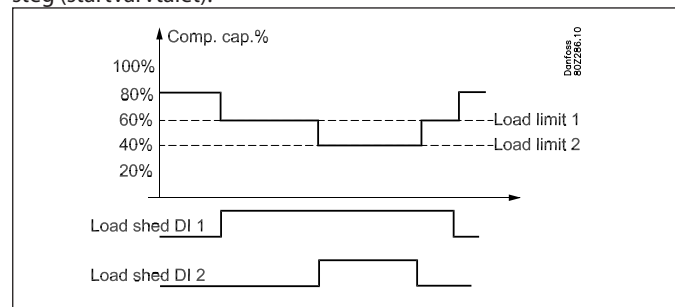 steg (startvärvläiet).
Comp. cap.%
Danfoss
80Z286.10
100%
80%
60%
Load limit 1
40%
Load limit 2
20%
Load shed DI 1
Load shed DI 2